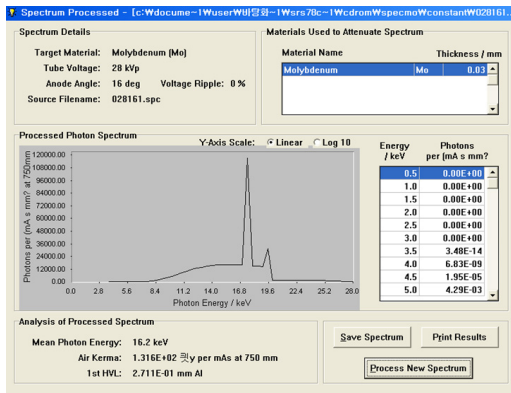 Spectrum Processed - [c:₩docume~1₩user₩바탕화~1₩srs78c~1₩cdrom₩specmo₩constant₩028161.
Spectrum Details
Target Material: Molybdenum (Mo)
Tube Voltage: 28 kVp
Anode Angle: 16 deg Voltage Ripple: 0 %
Source Filename: 028161.spc
Materials Used to Attenuate Spectrum
Material Name Thickness / mm
Molybdenum Mo 0.03
Processed Photon Spectrum
Y-Axis Scale: Linear Log 10
Photons per (mA s mm? at 750mm
120000.00
108000.00
96000.00
84000.00
72000.00
60000.00
48000.00
36000.00
24000.00
12000.00
0.00
0.0 2.8 5.6 8.4 11.2 14.0 16.8 19.6 22.4 25.2 28.0
Photon Energy / keV
Energy / keV Photons per (mA s mm?
0.5 0.00E+00
1.0 0.00E+00
1.5 0.00E+00
2.0 0.00E+00
2.5 0.00E+00
3.0 0.00E+00
3.5 3.48E-14
4.0 6.83E-09
4.5 1.95E-05
5.0 4.29E-03
Analysis of Processed Spectrum
Mean Photon Energy: 16.2 keV
Air Kerma: 1.316E+02 퓕y per mAs at 750 mm
1st HVL: 2.711E-01 mm Al
Save Spectrum
Print Results
Process New Spectrum